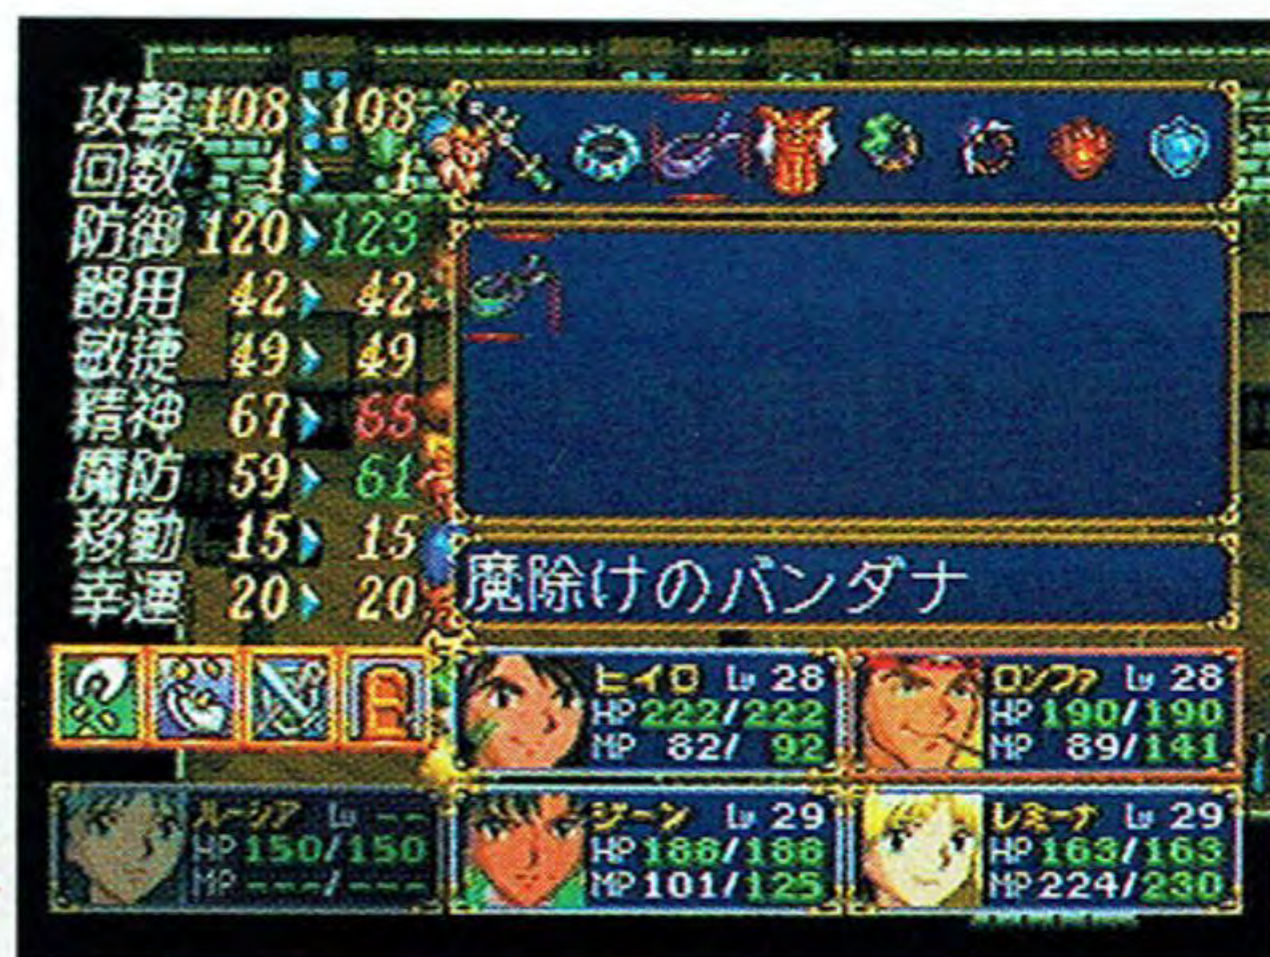 攻撃 108 108
回数 1 1
防御 120 123
器用 42 42
敏捷 49 49
精神 67 65
魔防 59 61
移動 15 15
幸運 20 20
魔除けのバンダナ
ヒイロ Lv 28
HP 222/222
MP 82/ 92
ロンファ Lv 28
HP 190/190
MP 89/141
ルーシア Lv --
HP 150/150
MP ---/---
ジーン Lv 29
HP 188/188
MP 101/125
レミーナ Lv 29
HP 163/163
MP 224/230